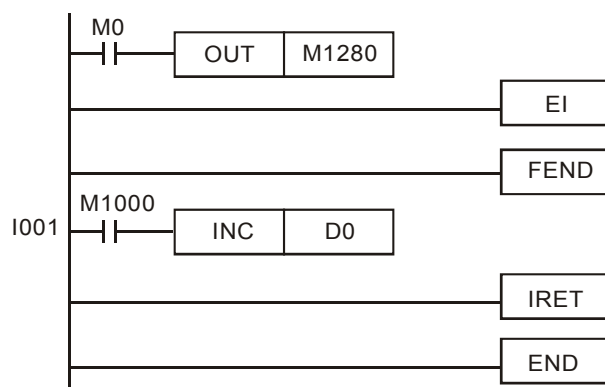 M0
OUT M1280
EI
FEND
M1000
I001 INC D0
IRET
END